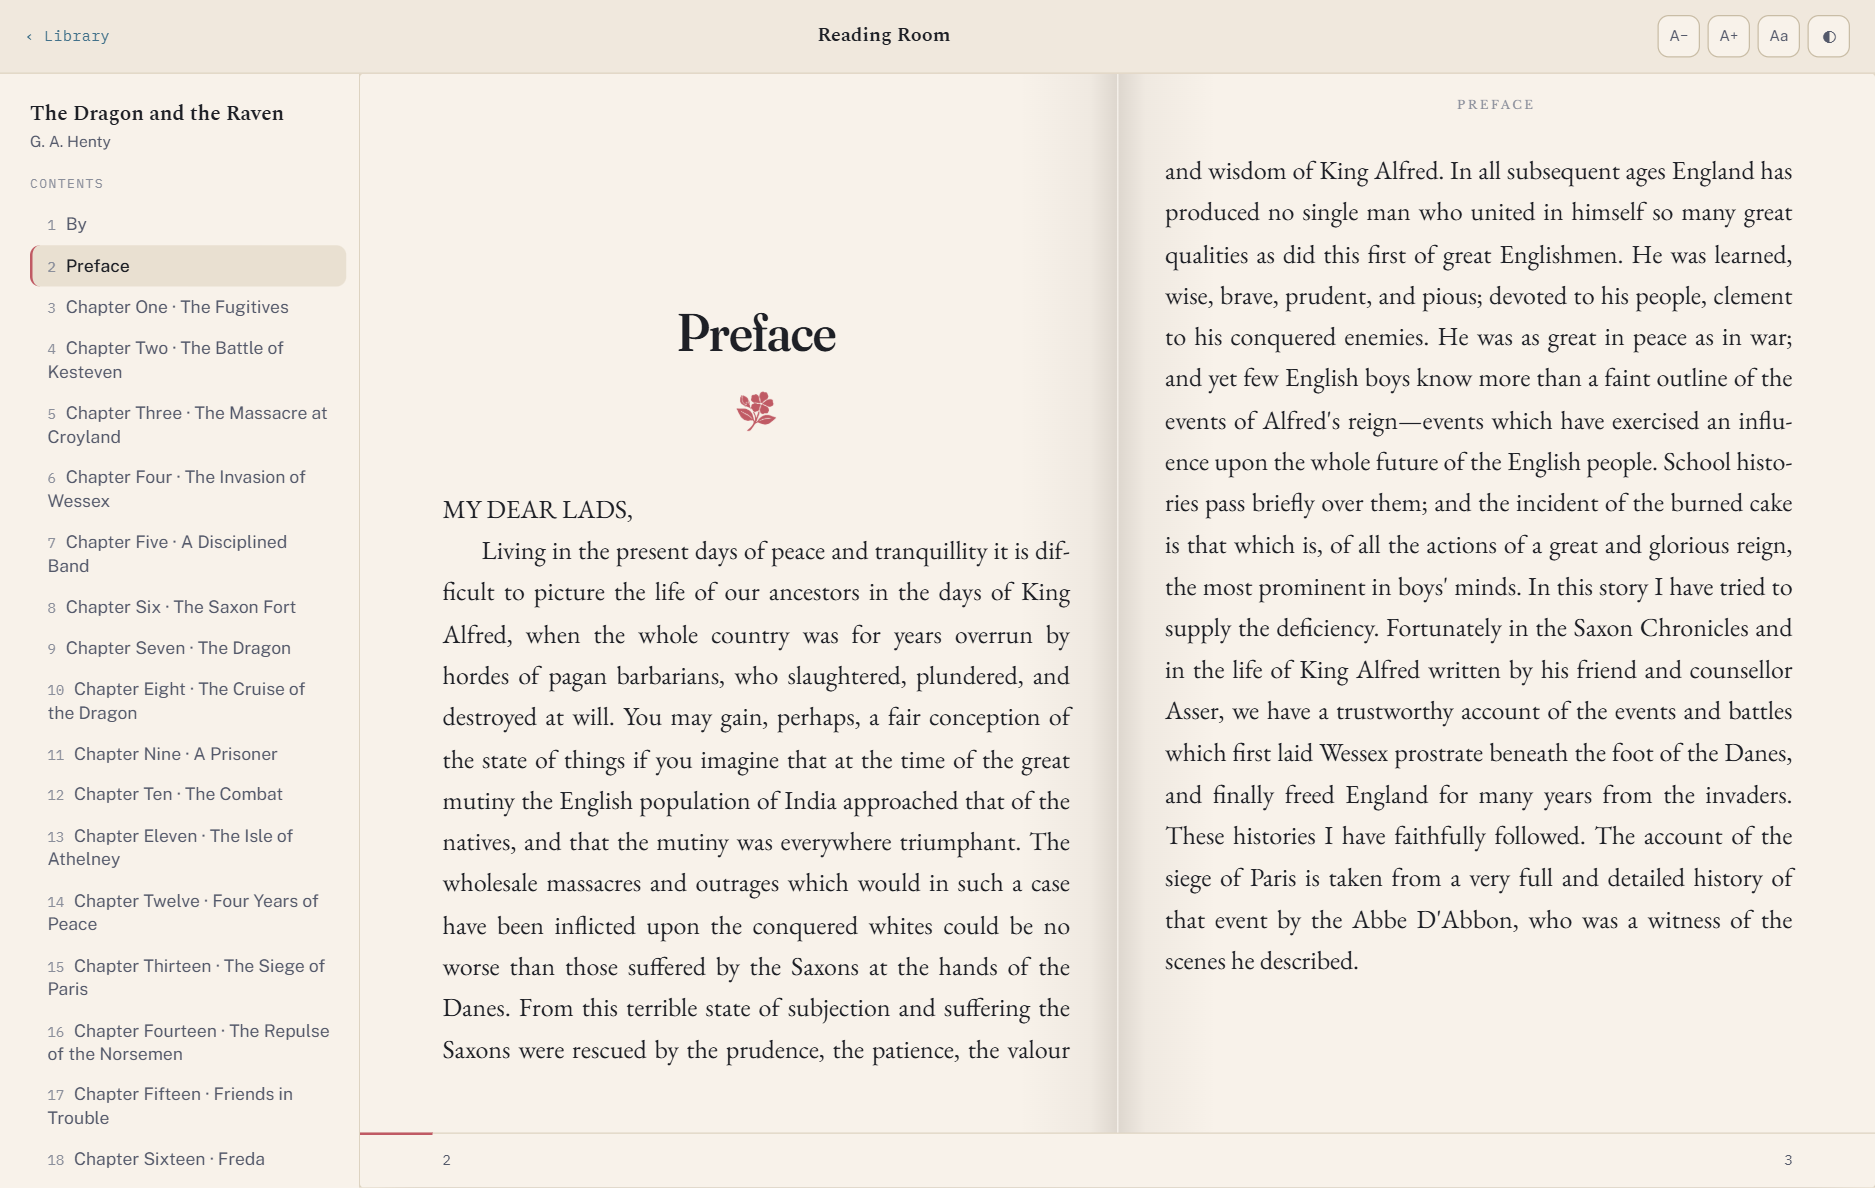 ‹ Library
Reading Room
A−
A+
Aa
The Dragon and the Raven
G. A. Henty
CONTENTS
1 By
2 Preface
3 Chapter One · The Fugitives
4 Chapter Two · The Battle of
Kesteven
5 Chapter Three · The Massacre at
Croyland
6 Chapter Four · The Invasion of
Wessex
7 Chapter Five · A Disciplined
Band
8 Chapter Six · The Saxon Fort
9 Chapter Seven · The Dragon
10 Chapter Eight · The Cruise of
the Dragon
11 Chapter Nine · A Prisoner
12 Chapter Ten · The Combat
13 Chapter Eleven · The Isle of
Athelney
14 Chapter Twelve · Four Years of
Peace
15 Chapter Thirteen · The Siege of
Paris
16 Chapter Fourteen · The Repulse
of the Norsemen
17 Chapter Fifteen · Friends in
Trouble
18 Chapter Sixteen · Freda
Preface
MY DEAR LADS,
Living in the present days of peace and tranquillity it is dif-
ficult to picture the life of our ancestors in the days of King
Alfred, when the whole country was for years overrun by
hordes of pagan barbarians, who slaughtered, plundered, and
destroyed at will. You may gain, perhaps, a fair conception of
the state of things if you imagine that at the time of the great
mutiny the English population of India approached that of the
natives, and that the mutiny was everywhere triumphant. The
wholesale massacres and outrages which would in such a case
have been inflicted upon the conquered whites could be no
worse than those suffered by the Saxons at the hands of the
Danes. From this terrible state of subjection and suffering the
Saxons were rescued by the prudence, the patience, the valour
2
PREFACE
and wisdom of King Alfred. In all subsequent ages England has
produced no single man who united in himself so many great
qualities as did this first of great Englishmen. He was learned,
wise, brave, prudent, and pious; devoted to his people, clement
to his conquered enemies. He was as great in peace as in war;
and yet few English boys know more than a faint outline of the
events of Alfred's reign—events which have exercised an influ-
ence upon the whole future of the English people. School histo-
ries pass briefly over them; and the incident of the burned cake
is that which is, of all the actions of a great and glorious reign,
the most prominent in boys' minds. In this story I have tried to
supply the deficiency. Fortunately in the Saxon Chronicles and
in the life of King Alfred written by his friend and counsellor
Asser, we have a trustworthy account of the events and battles
which first laid Wessex prostrate beneath the foot of the Danes,
and finally freed England for many years from the invaders.
These histories I have faithfully followed. The account of the
siege of Paris is taken from a very full and detailed history of
that event by the Abbe D'Abbon, who was a witness of the
scenes he described.
3